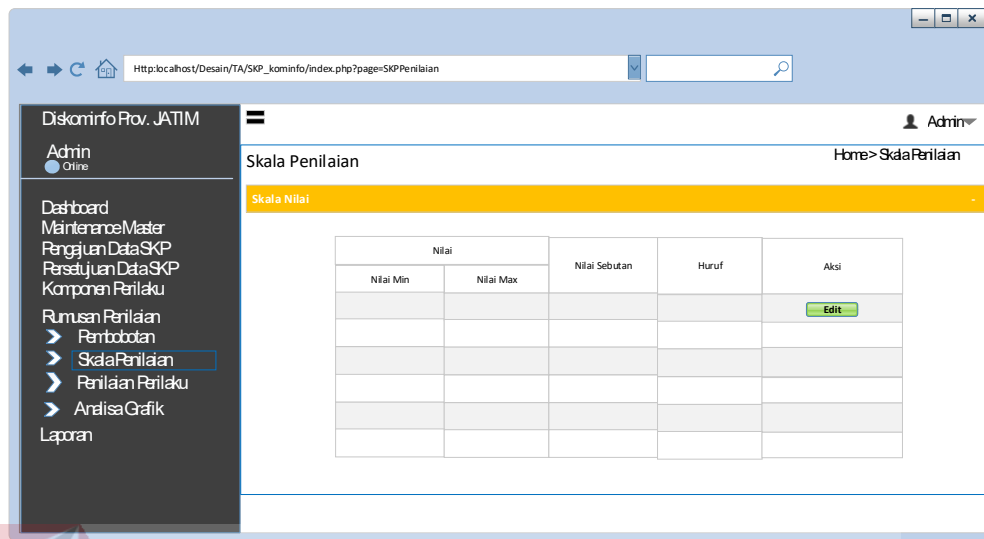 Http:localhost/Desain/TA/SKP_kominfo/index.php?page=SKPPenilaian
Diskominfo Prov. JATIM
Admin
Online
Dashboard
Maintenance Master
Pengajuan Data SKP
Persetujuan Data SKP
Komponen Perilaku
Rumusan Penilaian
Pembobotan
Skala Penilaian
Penilaian Perilaku
Analisa Grafik
Laporan
Admin
Skala Penilaian
Home > Skala Penilaian
Skala Nilai -
Nilai
Nilai Min Nilai Max Nilai Sebutan Huruf Aksi
Edit